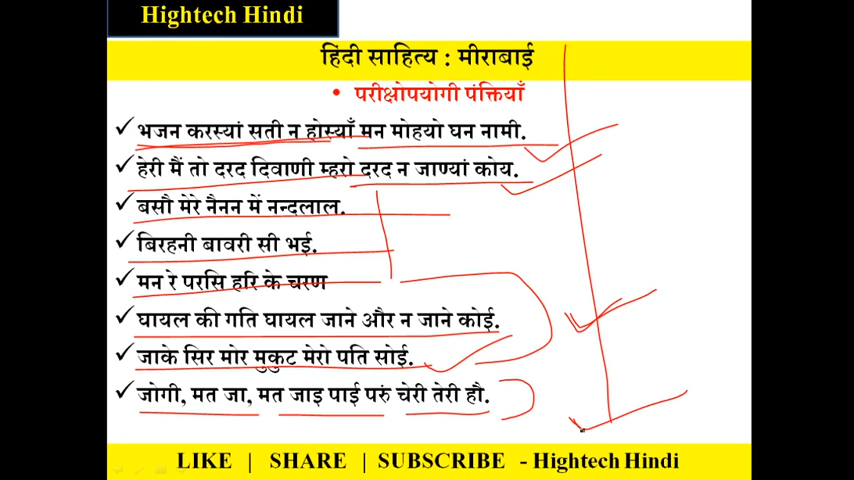 Hightech Hindi
हिंदी साहित्य : मीराबाई
• परीक्षोपयोगी पंक्तियाँ
✓ भजन करस्यां सती न होस्याँ मन मोहयो घन नामी.
✓ हेरी मैं तो दरद दिवाणी म्हरो दरद न जाण्यां कोय.
✓ बसौ मेरे नैनन में नन्दलाल.
✓ बिरहनी बावरी सी भई.
✓ मन रे परसि हरि के चरण
✓ घायल की गति घायल जाने और न जाने कोई.
✓ जाके सिर मोर मुकुट मेरो पति सोई.
✓ जोगी, मत जा, मत जाइ पाई परुं चेरी तेरी हौ.
LIKE | SHARE | SUBSCRIBE - Hightech Hindi